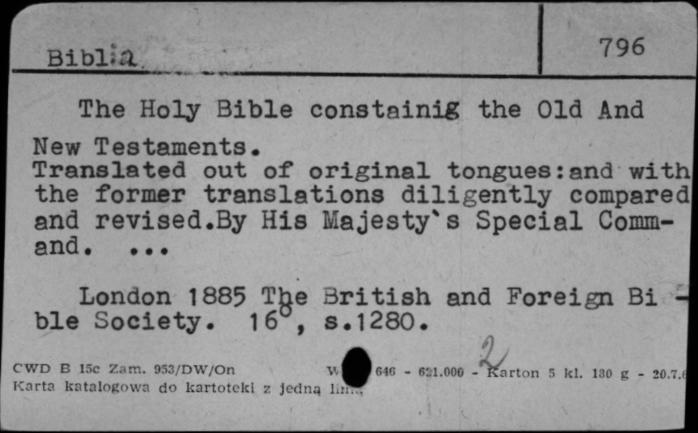 Biblia 796
The Holy Bible constainig the Old And
New Testaments.
Translated out of original tongues:and with
the former translations diligently compared
and revised.By His Majesty`s Special Comm-
and. ...
London 1885 The British and Foreign Bi -
ble Society. 16°, s.1280.
2
CWD B 15c Zam. 953/DW/On 646 - 621.000 - Karton 5 kl. 180 g - 20.7.6
Karta katalogowa do kartoteki z jedną